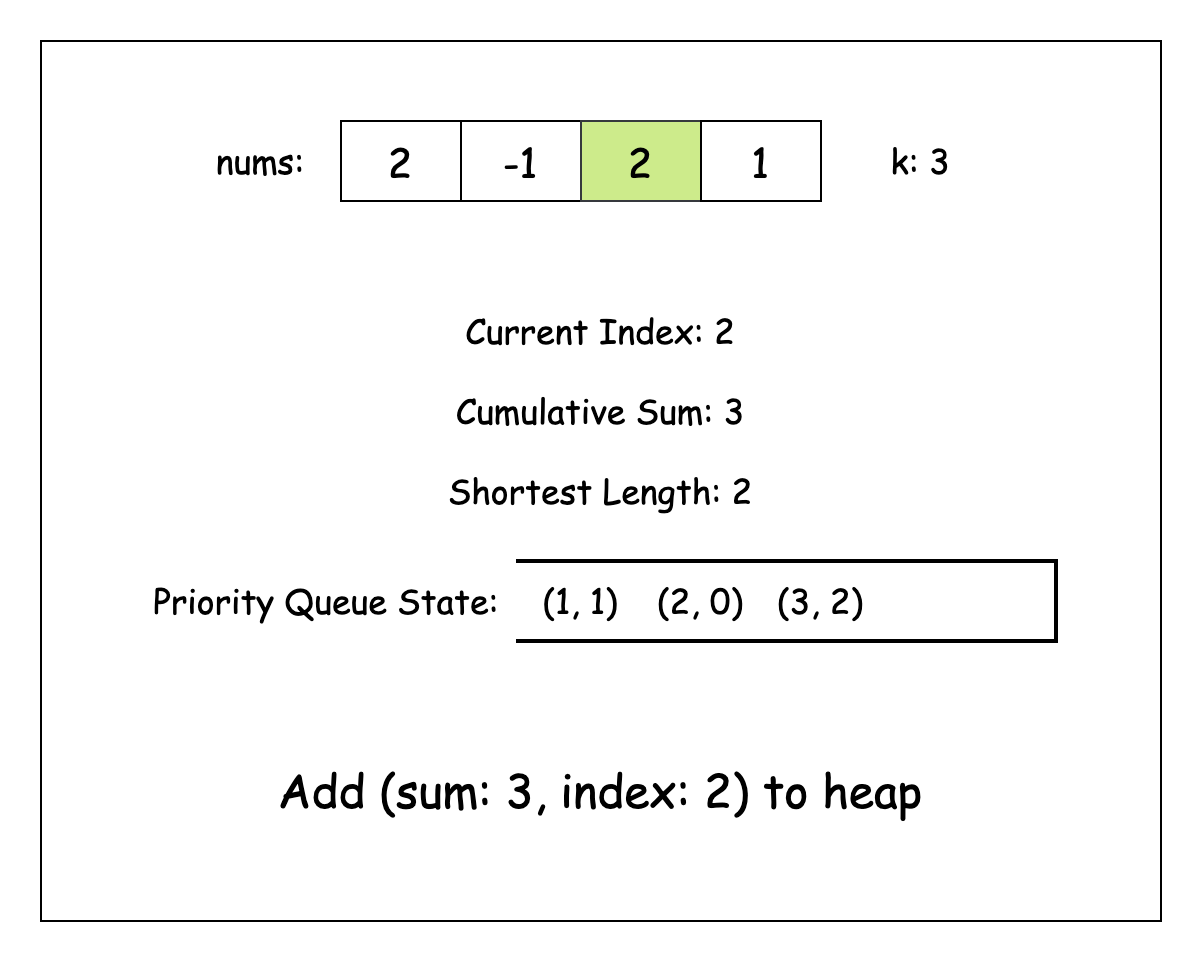 nums: 2 -1 2 1 k: 3
Current Index: 2
Cumulative Sum: 3
Shortest Length: 2
Priority Queue State: (1, 1) (2, 0) (3, 2)
Add (sum: 3, index: 2) to heap